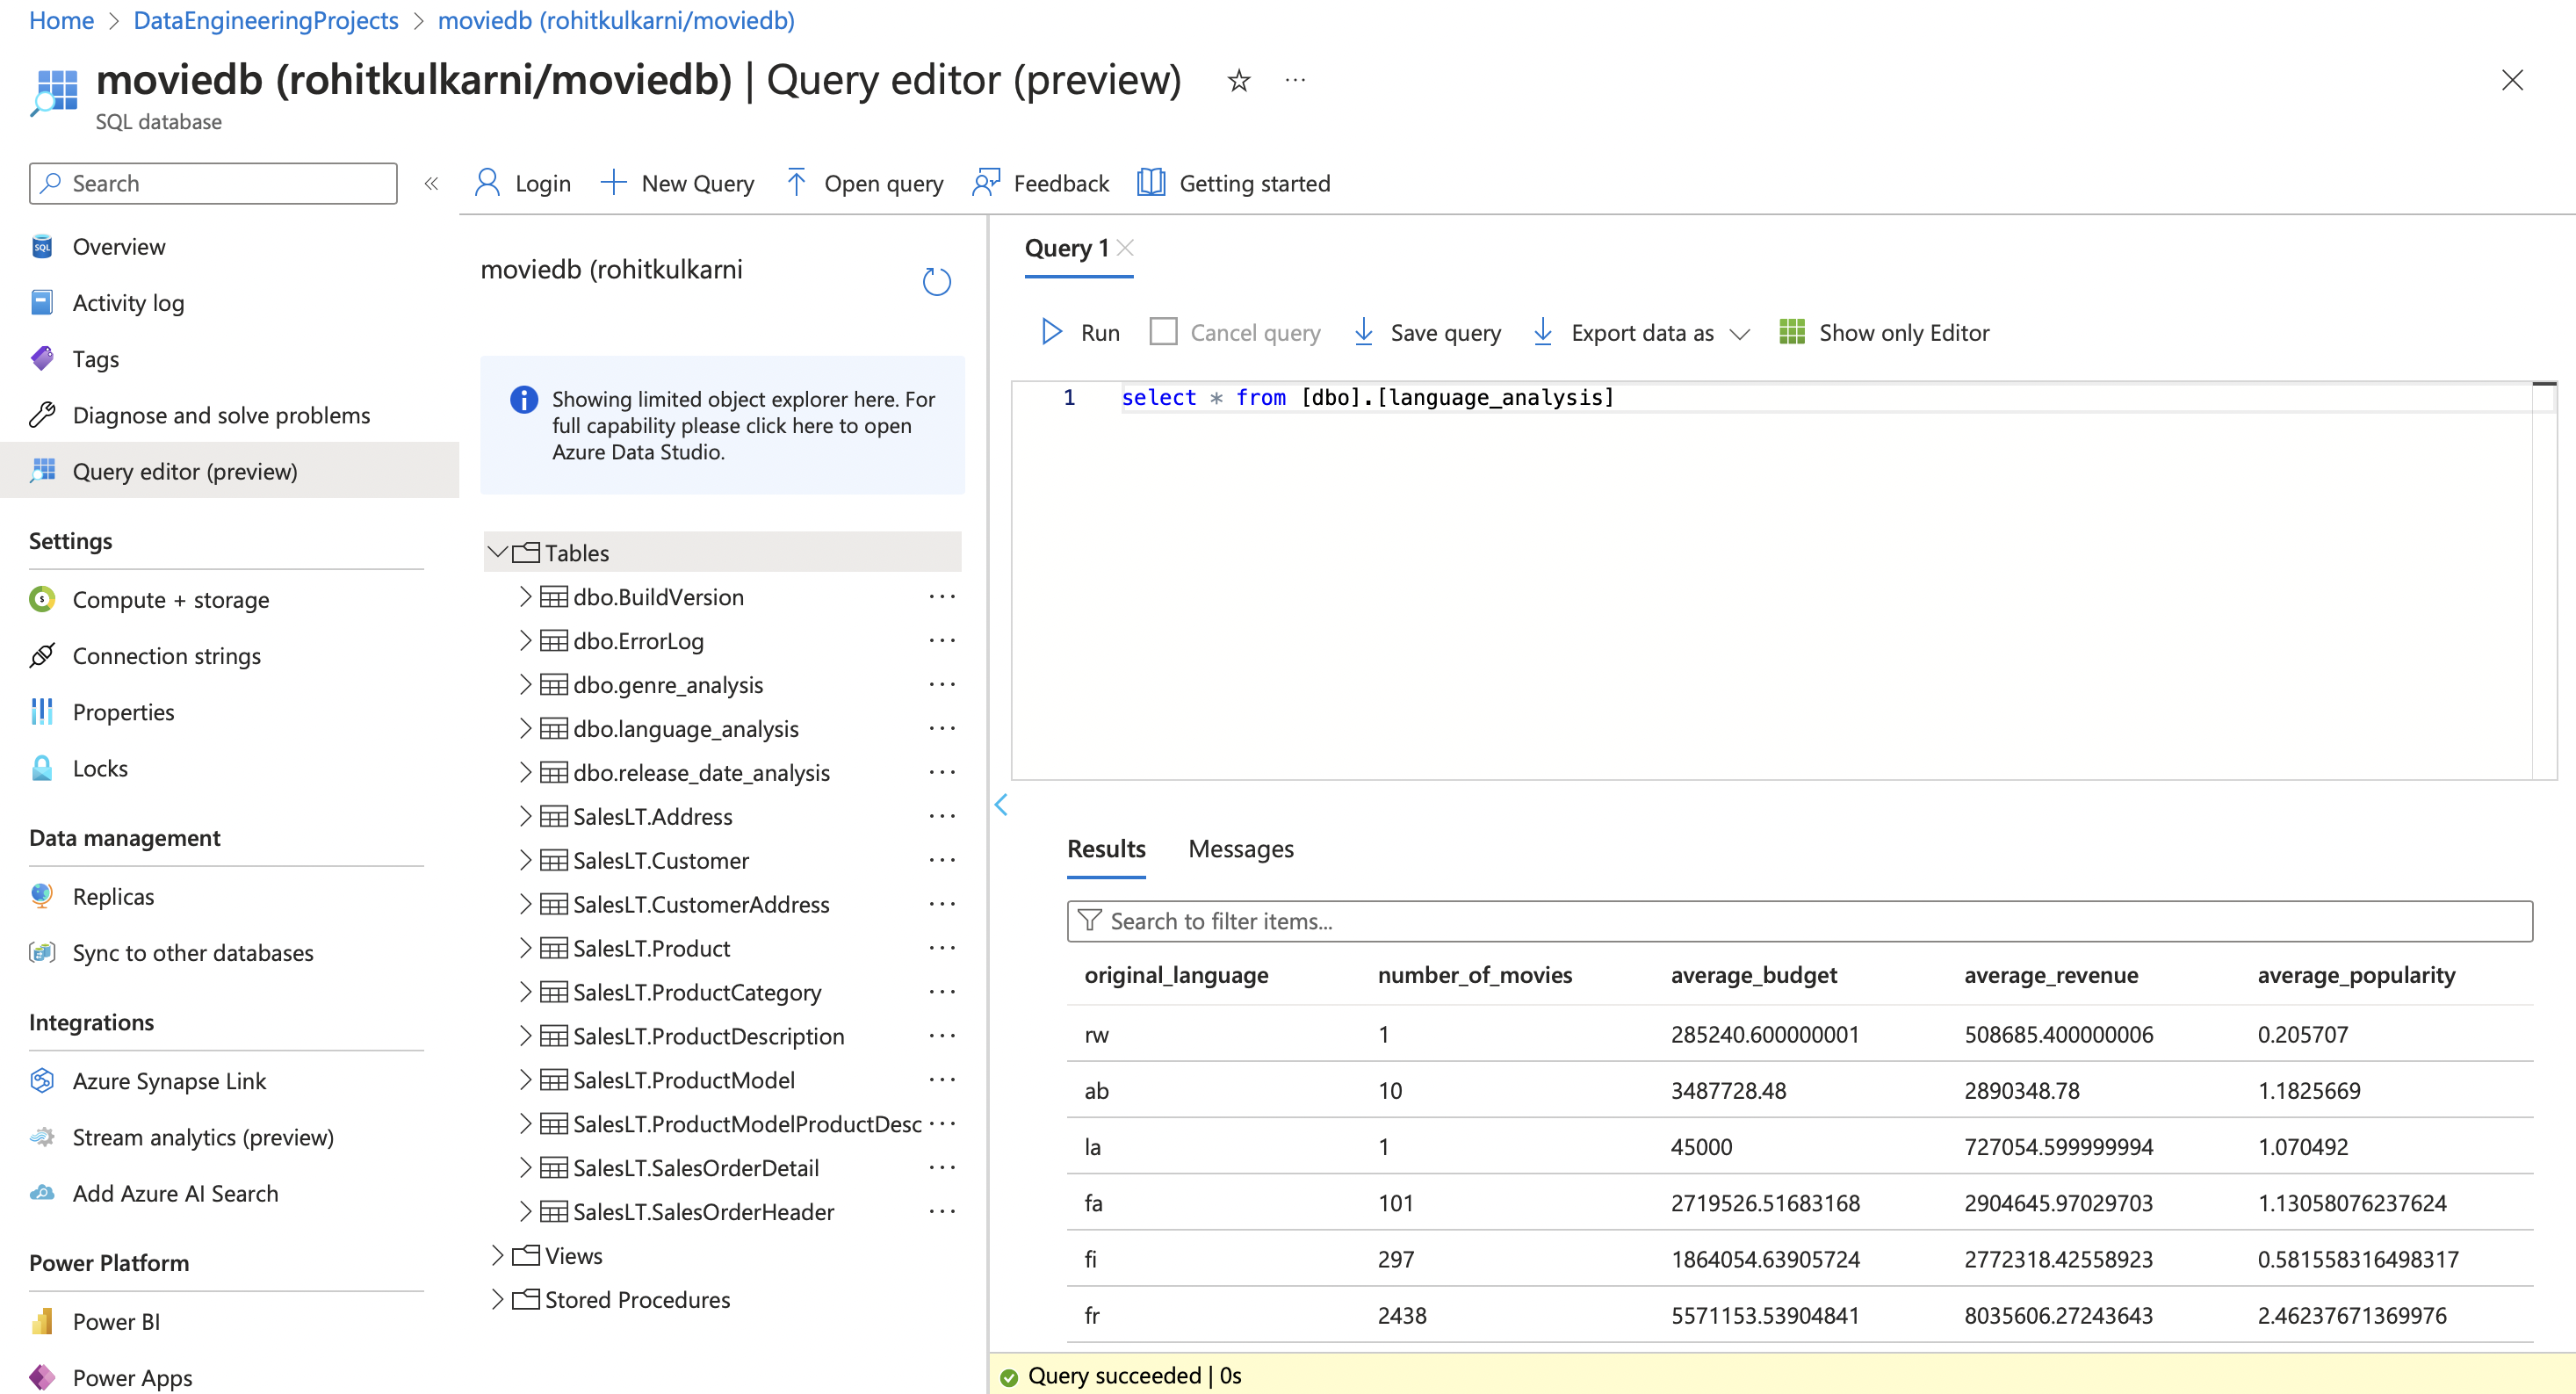 Home > DataEngineeringProjects > moviedb (rohitkulkarni/moviedb)
moviedb (rohitkulkarni/moviedb) | Query editor (preview)
SQL database
Search
Overview
Activity log
Tags
Diagnose and solve problems
Query editor (preview)
Settings
Compute + storage
Connection strings
Properties
Locks
Data management
Replicas
Sync to other databases
Integrations
Azure Synapse Link
Stream analytics (preview)
Add Azure AI Search
Power Platform
Power BI
Power Apps
Login New Query Open query Feedback Getting started
moviedb (rohitkulkarni
Showing limited object explorer here. For
full capability please click here to open
Azure Data Studio.
Tables
dbo.BuildVersion
dbo.ErrorLog
dbo.genre_analysis
dbo.language_analysis
dbo.release_date_analysis
SalesLT.Address
SalesLT.Customer
SalesLT.CustomerAddress
SalesLT.Product
SalesLT.ProductCategory
SalesLT.ProductDescription
SalesLT.ProductModel
SalesLT.ProductModelProductDesc
SalesLT.SalesOrderDetail
SalesLT.SalesOrderHeader
Views
Stored Procedures
Query 1
Run Cancel query Save query Export data as Show only Editor
1 select * from [dbo].[language_analysis]
Results Messages
Search to filter items...
original_language number_of_movies average_budget average_revenue average_popularity
rw 1 285240.600000001 508685.400000006 0.205707
ab 10 3487728.48 2890348.78 1.1825669
la 1 45000 727054.599999994 1.070492
fa 101 2719526.51683168 2904645.97029703 1.13058076237624
fi 297 1864054.63905724 2772318.42558923 0.581558316498317
fr 2438 5571153.53904841 8035606.27243643 2.46237671369976
Query succeeded | 0s